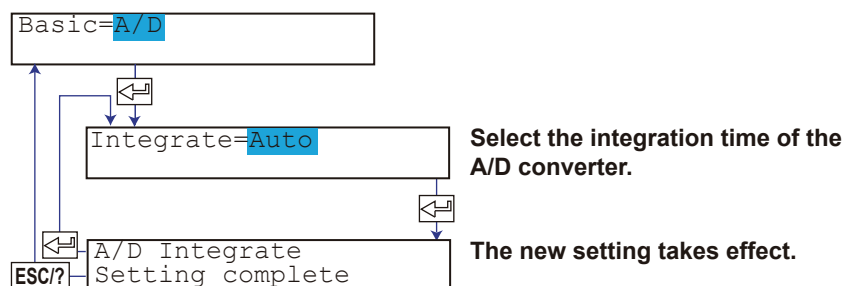 Basic=A/D
Integrate=Auto
Select the integration time of the
A/D converter.
A/D Integrate
Setting complete
The new setting takes effect.
ESC/?